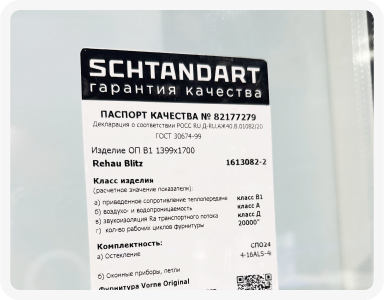 SCHTANDART
гарантия качества
ПАСПОРТ КАЧЕСТВА № 82177279
Декларация о соответствии РОСС RU Д-RU.АЖ40.В.01082/20
ГОСТ 30674-99
Изделие ОП В1 1399х1700
Rehau Blitz 1613082-2
Класс изделия
(расчетное значение показателя):
а) приведенное сопротивление теплопередаче класс В1
б) воздухо- и водопроницаемость класс А
в) звукоизоляция Ra транспортного потока класс Д
г) кол-во рабочих циклов фурнитуры 20000"
Комплектность: СПО24
а) Остекление 4-16ALS-4i
б) Оконные приборы, петли
Фурнитура Vorne Original